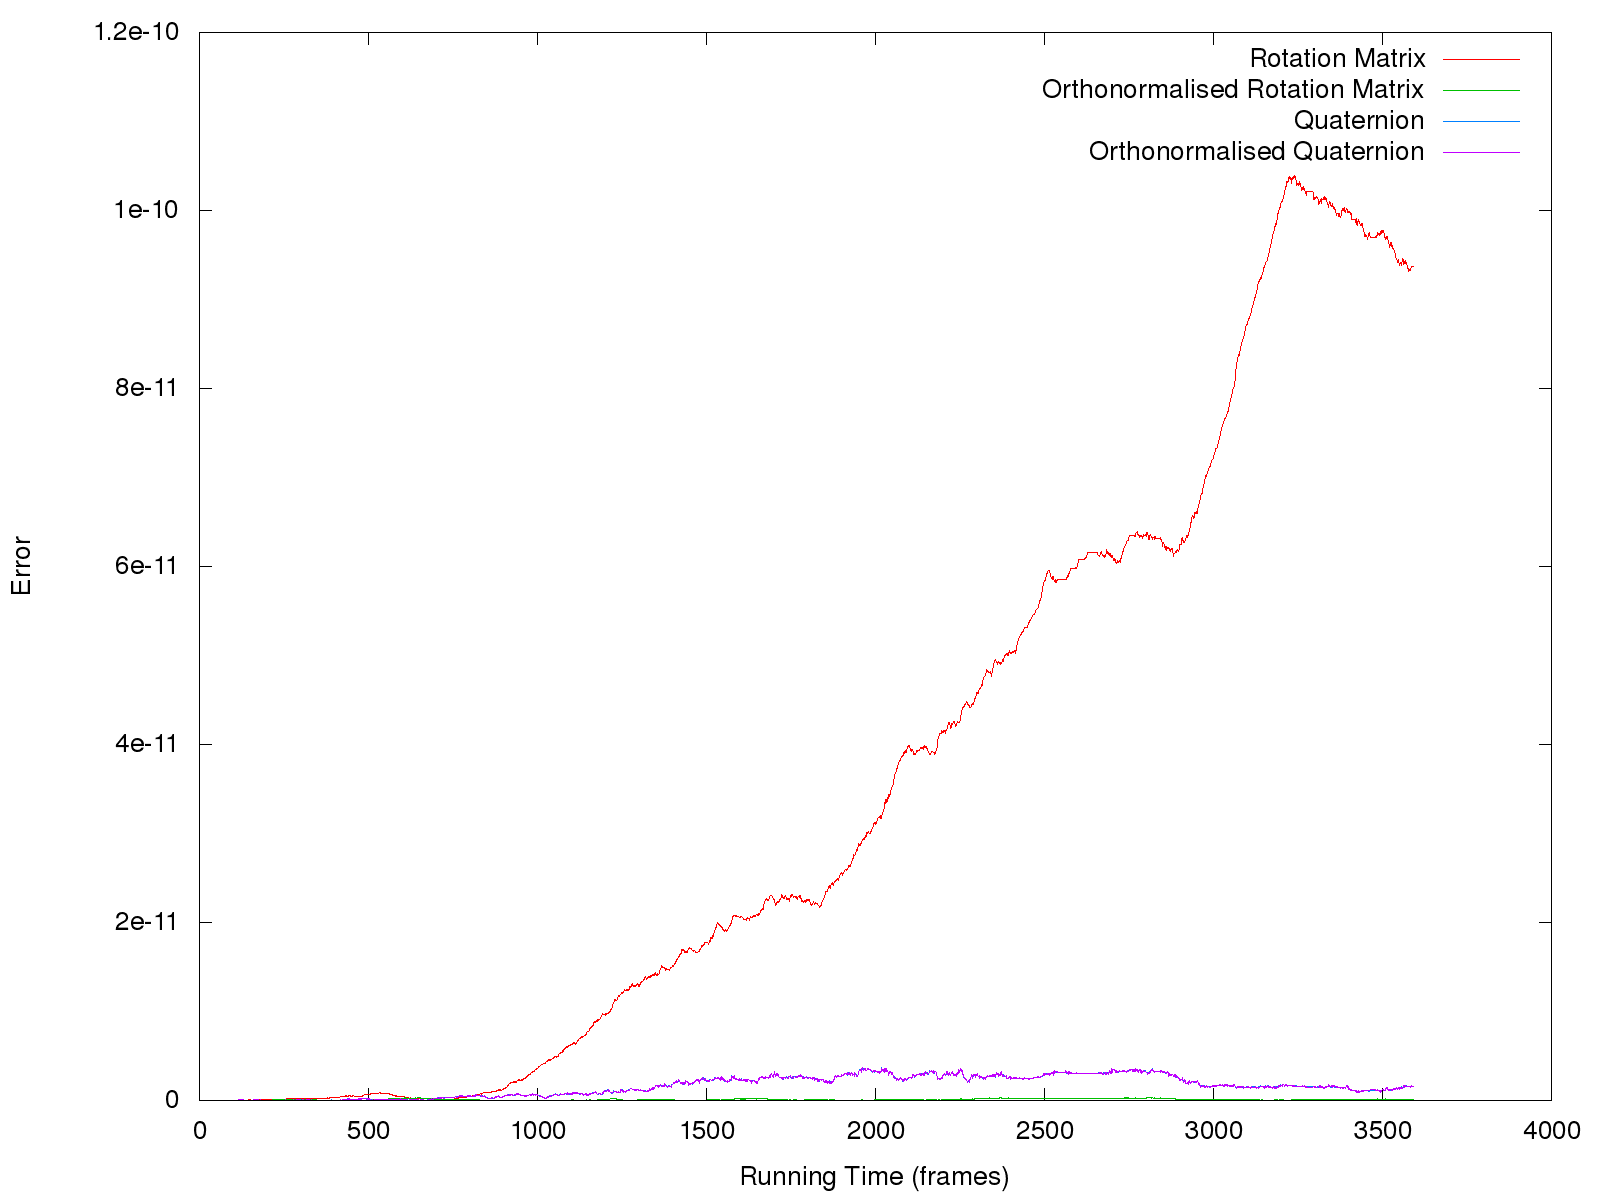 1.2e-10
1e-10
8e-11
6e-11
4e-11
2e-11
0
Error
Rotation Matrix
Orthonormalised Rotation Matrix
Quaternion
Orthonormalised Quaternion
0 500 1000 1500 2000 2500 3000 3500 4000
Running Time (frames)